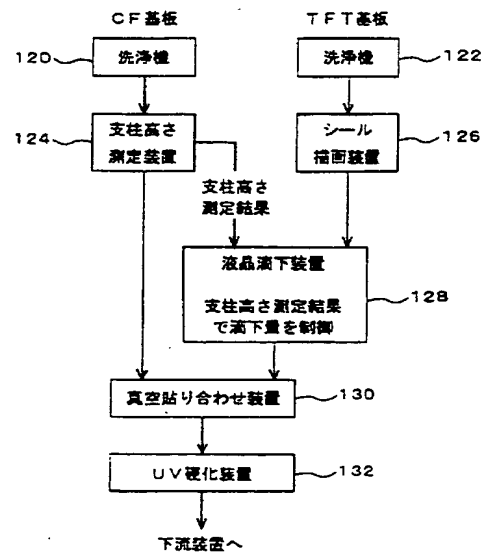 CF基板
TFT基板
120
洗浄機
洗浄機
122
124
支柱高さ
測定装置
シール
描画装置
126
支柱高さ
測定結果
液晶滴下装置
支柱高さ測定結果
で滴下量を制御
128
真空貼り合わせ装置
130
UV硬化装置
132
下流装置へ